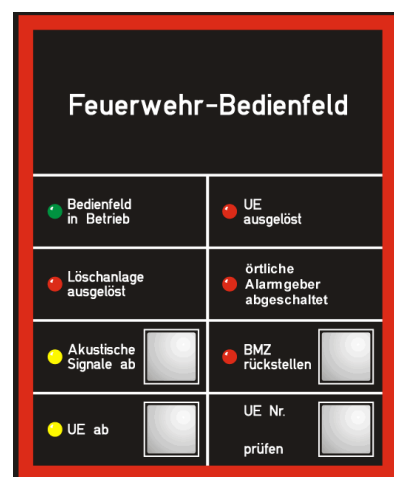 Feuerwehr-Bedienfeld
Bedienfeld
in Betrieb
UE
ausgelöst
Löschanlage
ausgelöst
örtliche
Alarmgeber
abgeschaltet
Akustische
Signale ab
BMZ
rückstellen
UE ab
UE Nr.
prüfen